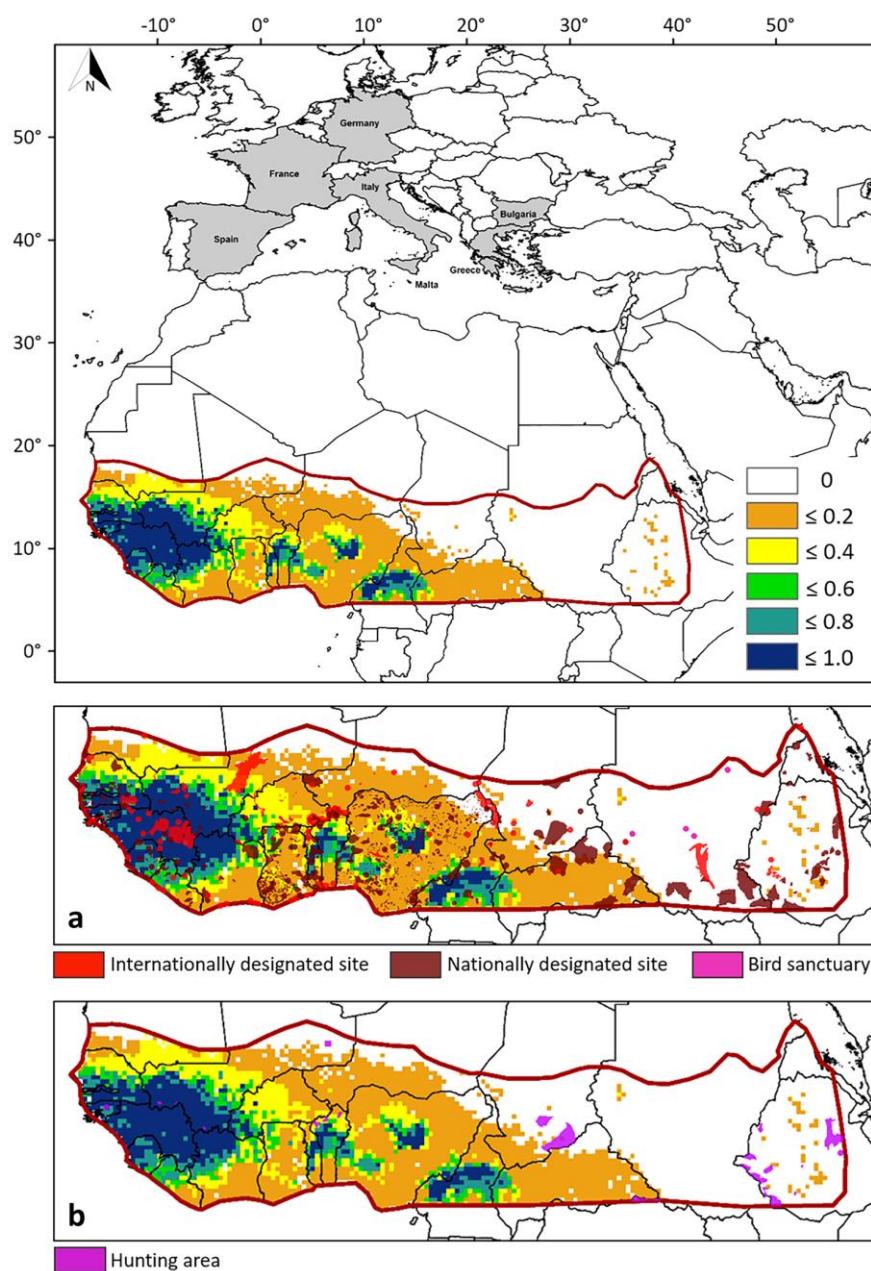 -10° 0° 10° 20° 30° 40° 50°
N
50°
40°
30°
20°
10°
0°
Germany
France
Italy
Bulgaria
Spain
Greece
Malta
0
≤ 0.2
≤ 0.4
≤ 0.6
≤ 0.8
≤ 1.0
a
Internationally designated site Nationally designated site Bird sanctuary
b
Hunting area